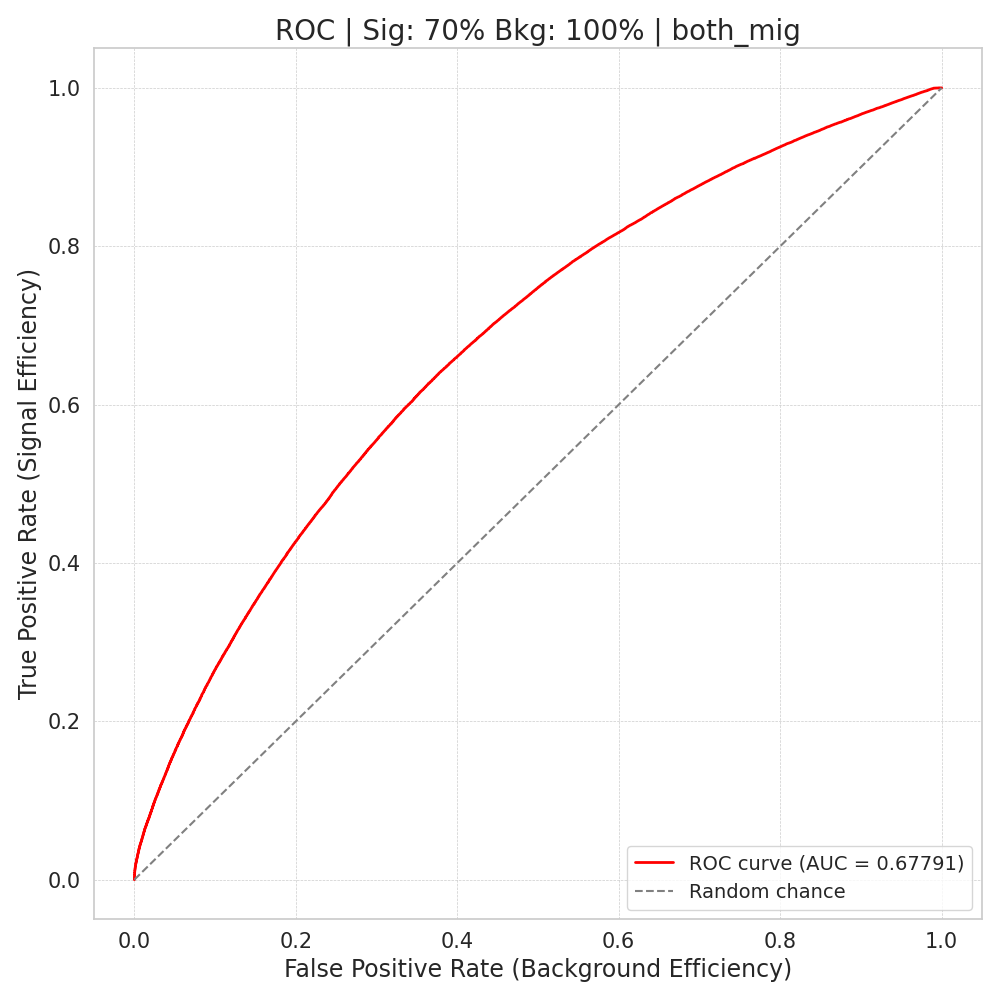 ROC | Sig: 70% Bkg: 100% | both_mig
True Positive Rate (Signal Efficiency)
1.0
0.8
0.6
0.4
0.2
0.0
ROC curve (AUC = 0.67791)
Random chance
0.0 0.2 0.4 0.6 0.8 1.0
False Positive Rate (Background Efficiency)